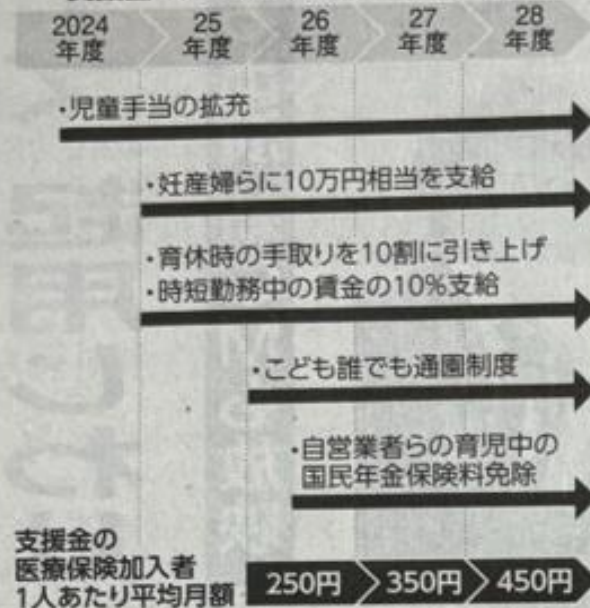 2024
年度
25
年度
26
年度
27
年度
28
年度
・児童手当の拡充
・妊産婦らに10万円相当を支給
・育休時の手取りを10割に引き上げ
・時短勤務中の賃金の10%支給
・こども誰でも通園制度
・自営業者らの育児中の
国民年金保険料免除
支援金の
医療保険加入者
1人あたり平均月額
250円
350円
450円